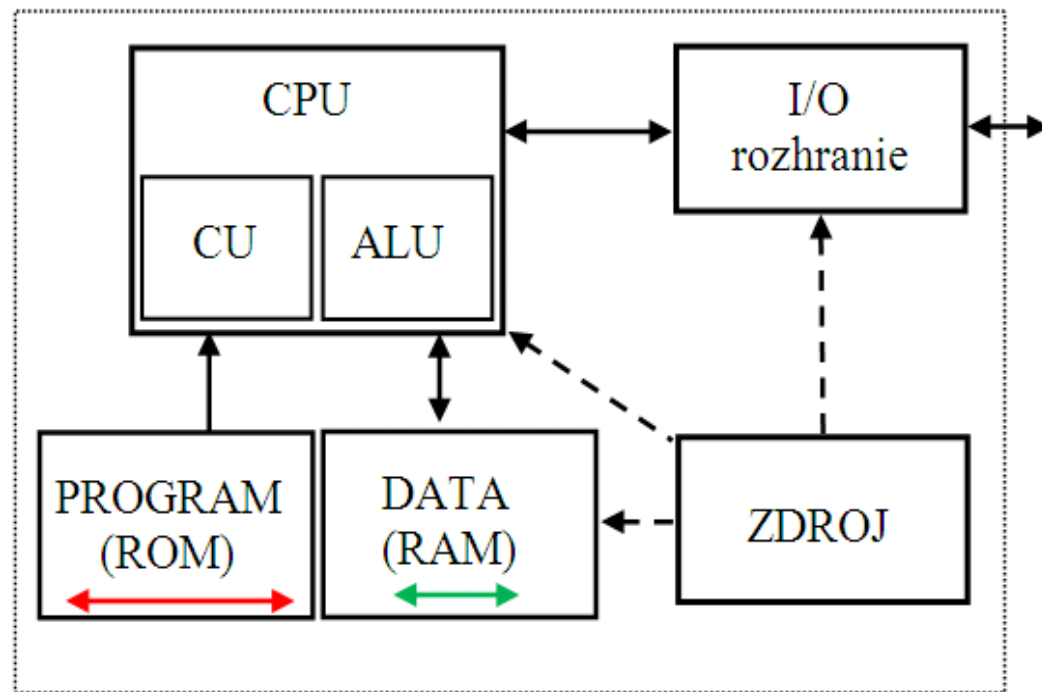 CPU
I/O
rozhranie
CU
ALU
PROGRAM
(ROM)
DATA
(RAM)
ZDROJ